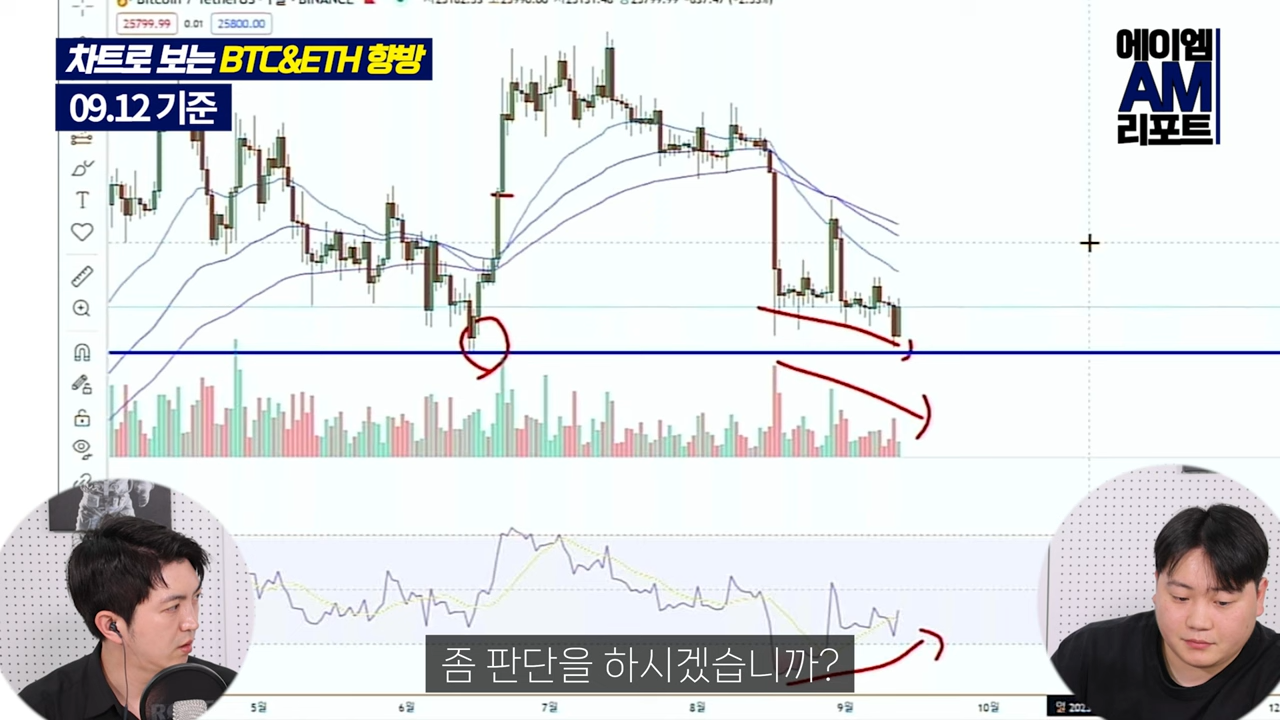 25799.99
0.01
25800.00
차트로 보는 BTC&ETH 향방
09.12 기준
에이엠
AM
리포트
T
좀 판단을 하시겠습니까?
5월
6월
7월
8월
9월
10월